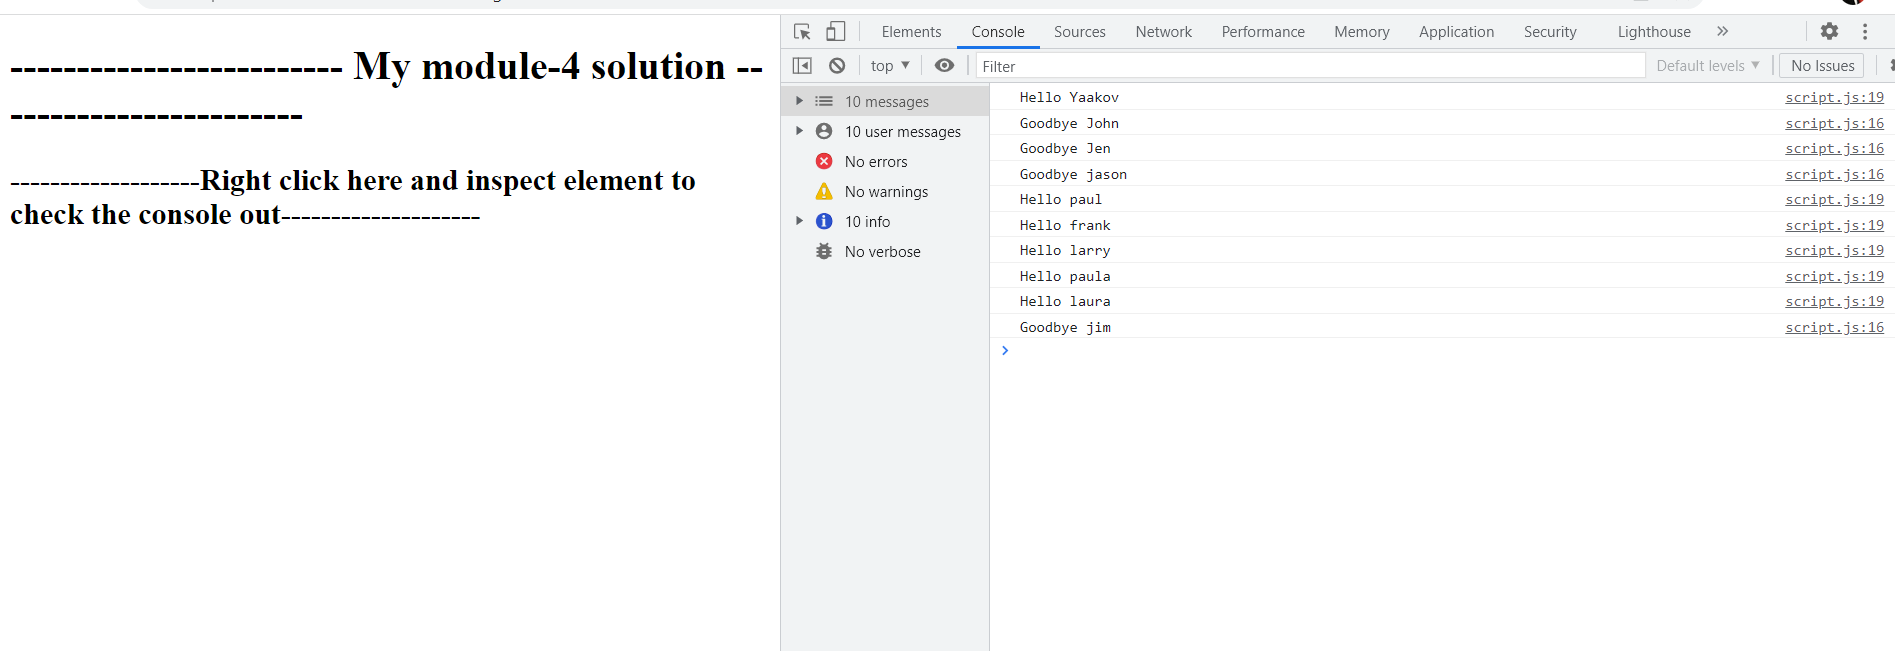 ------------------------- My module-4 solution --
----------------------
-------------------Right click here and inspect element to
check the console out--------------------
Elements Console Sources Network Performance Memory Application Security Lighthouse »
top ▼ Filter Default levels ▼ No Issues
10 messages
10 user messages
No errors
No warnings
10 info
No verbose
Hello Yaakov script.js:19
Goodbye John script.js:16
Goodbye Jen script.js:16
Goodbye jason script.js:16
Hello paul script.js:19
Hello frank script.js:19
Hello larry script.js:19
Hello paula script.js:19
Hello laura script.js:19
Goodbye jim script.js:16